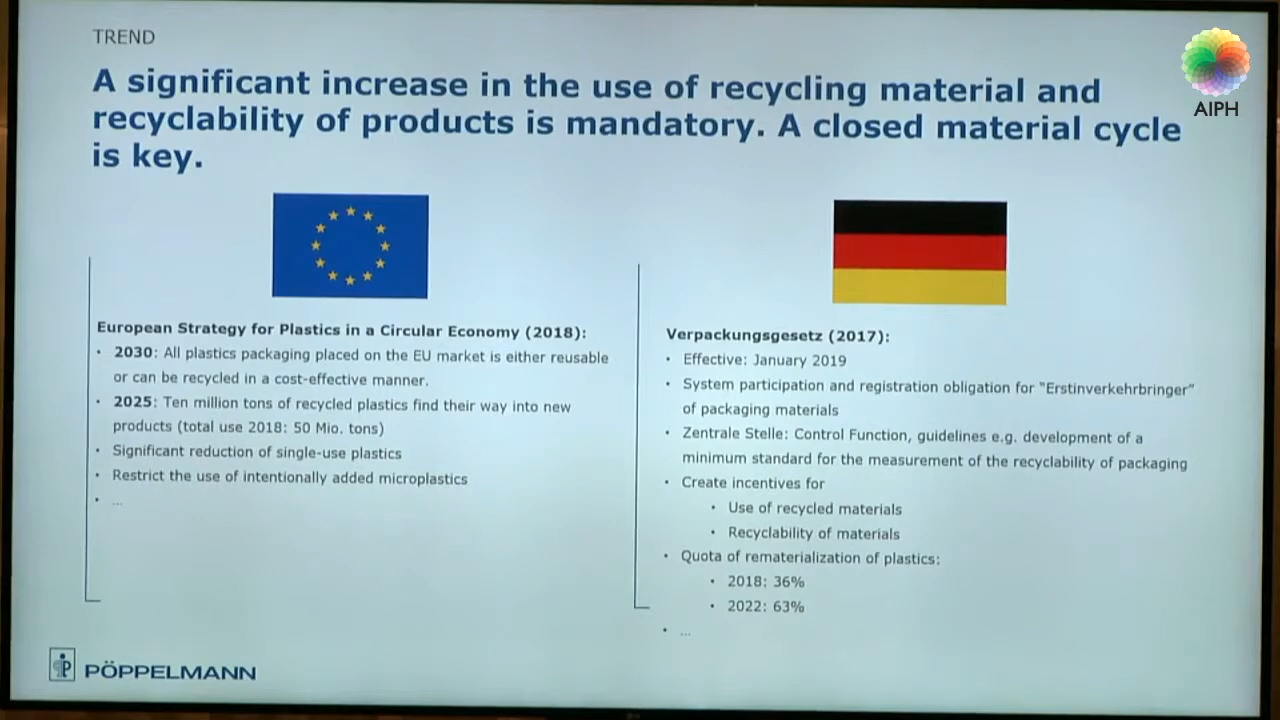 TREND
A significant increase in the use of recycling material and
recyclability of products is mandatory. A closed material cycle
is key.
AIPH
European Strategy for Plastics in a Circular Economy (2018):
• 2030: All plastics packaging placed on the EU market is either reusable
or can be recycled in a cost-effective manner.
• 2025: Ten million tons of recycled plastics find their way into new
products (total use 2018: 50 Mio. tons)
• Significant reduction of single-use plastics
• Restrict the use of intentionally added microplastics
• ...
Verpackungsgesetz (2017):
• Effective: January 2019
• System participation and registration obligation for “Erstinverkehrbringer”
of packaging materials
• Zentrale Stelle: Control Function, guidelines e.g. development of a
minimum standard for the measurement of the recyclability of packaging
• Create incentives for
• Use of recycled materials
• Recyclability of materials
• Quota of rematerialization of plastics:
• 2018: 36%
• 2022: 63%
• ...
PÖPPELMANN